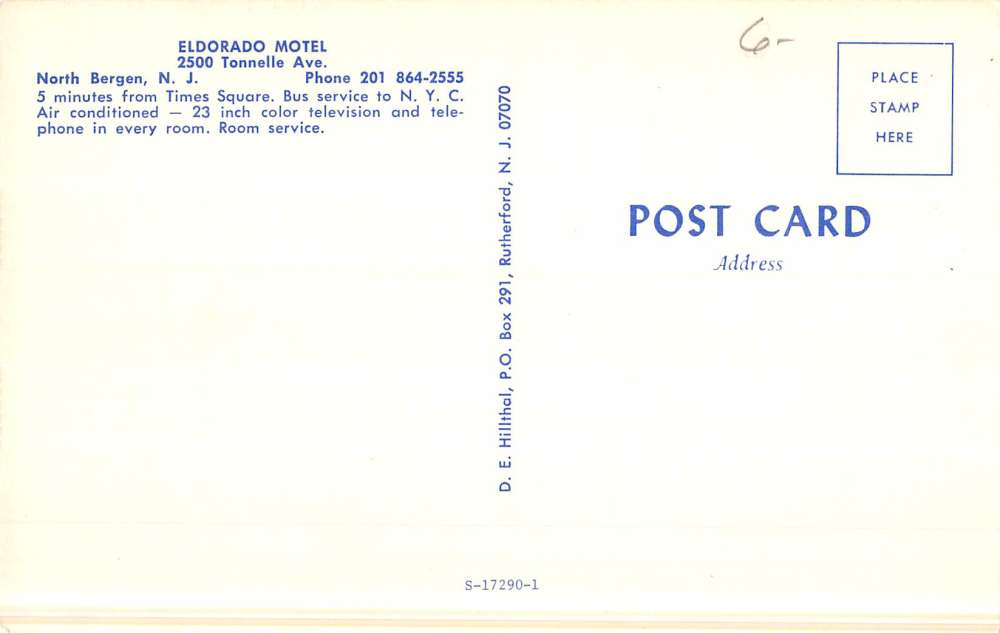 ELDORADO MOTEL
2500 Tonnelle Ave.
North Bergen, N. J. Phone 201 864-2555
5 minutes from Times Square. Bus service to N. Y. C.
Air conditioned — 23 inch color television and tele-
phone in every room. Room service.
D. E. Hillthal, P.O. Box 291, Rutherford, N. J. 07070
6-
PLACE
STAMP
HERE
POST CARD
Address
S-17290-1